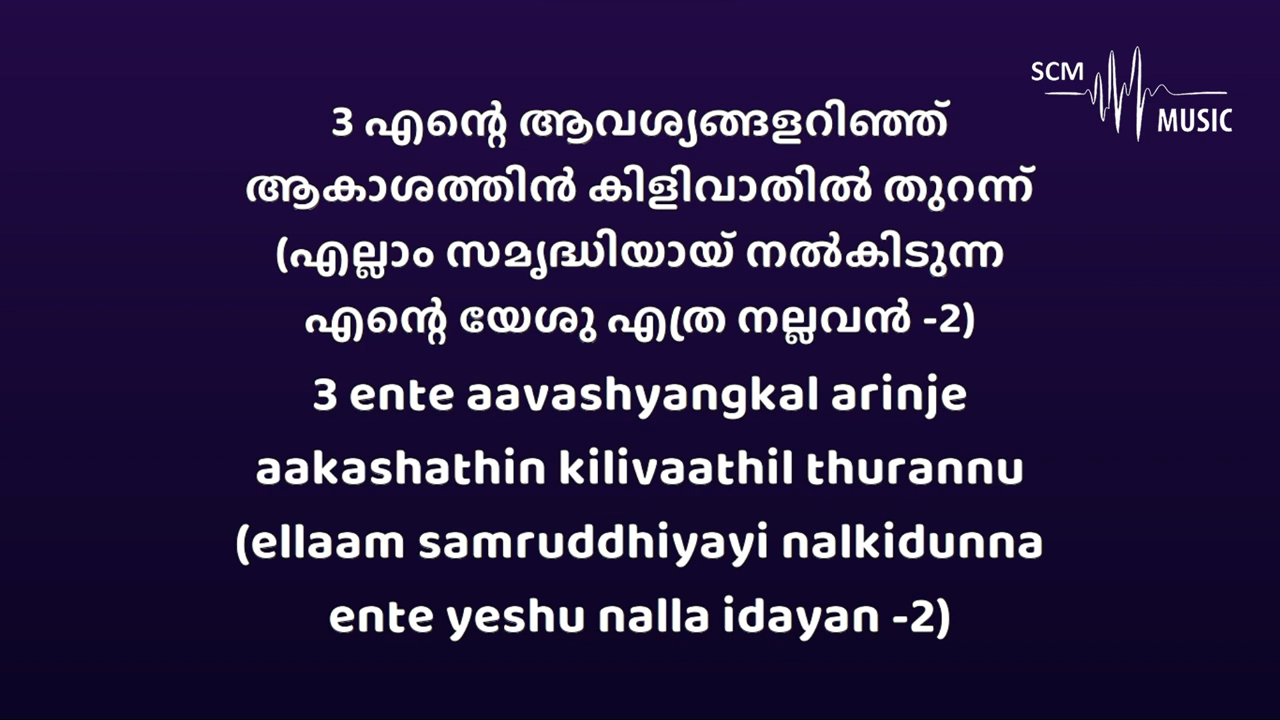 SCM
MUSIC
3 എന്റെ ആവശ്യങ്ങളറിഞ്ഞ്
ആകാശത്തിൻ കിളിവാതിൽ തുറന്ന്
(എല്ലാം സമൃദ്ധിയായ് നൽകിടുന്ന
എന്റെ യേശു എത്ര നല്ലവൻ -2)
3 ente aavashyangkal arinje
aakashathin kilivaathil thurannu
(ellaam samruddhiyayi nalkidunna
ente yeshu nalla idayan -2)